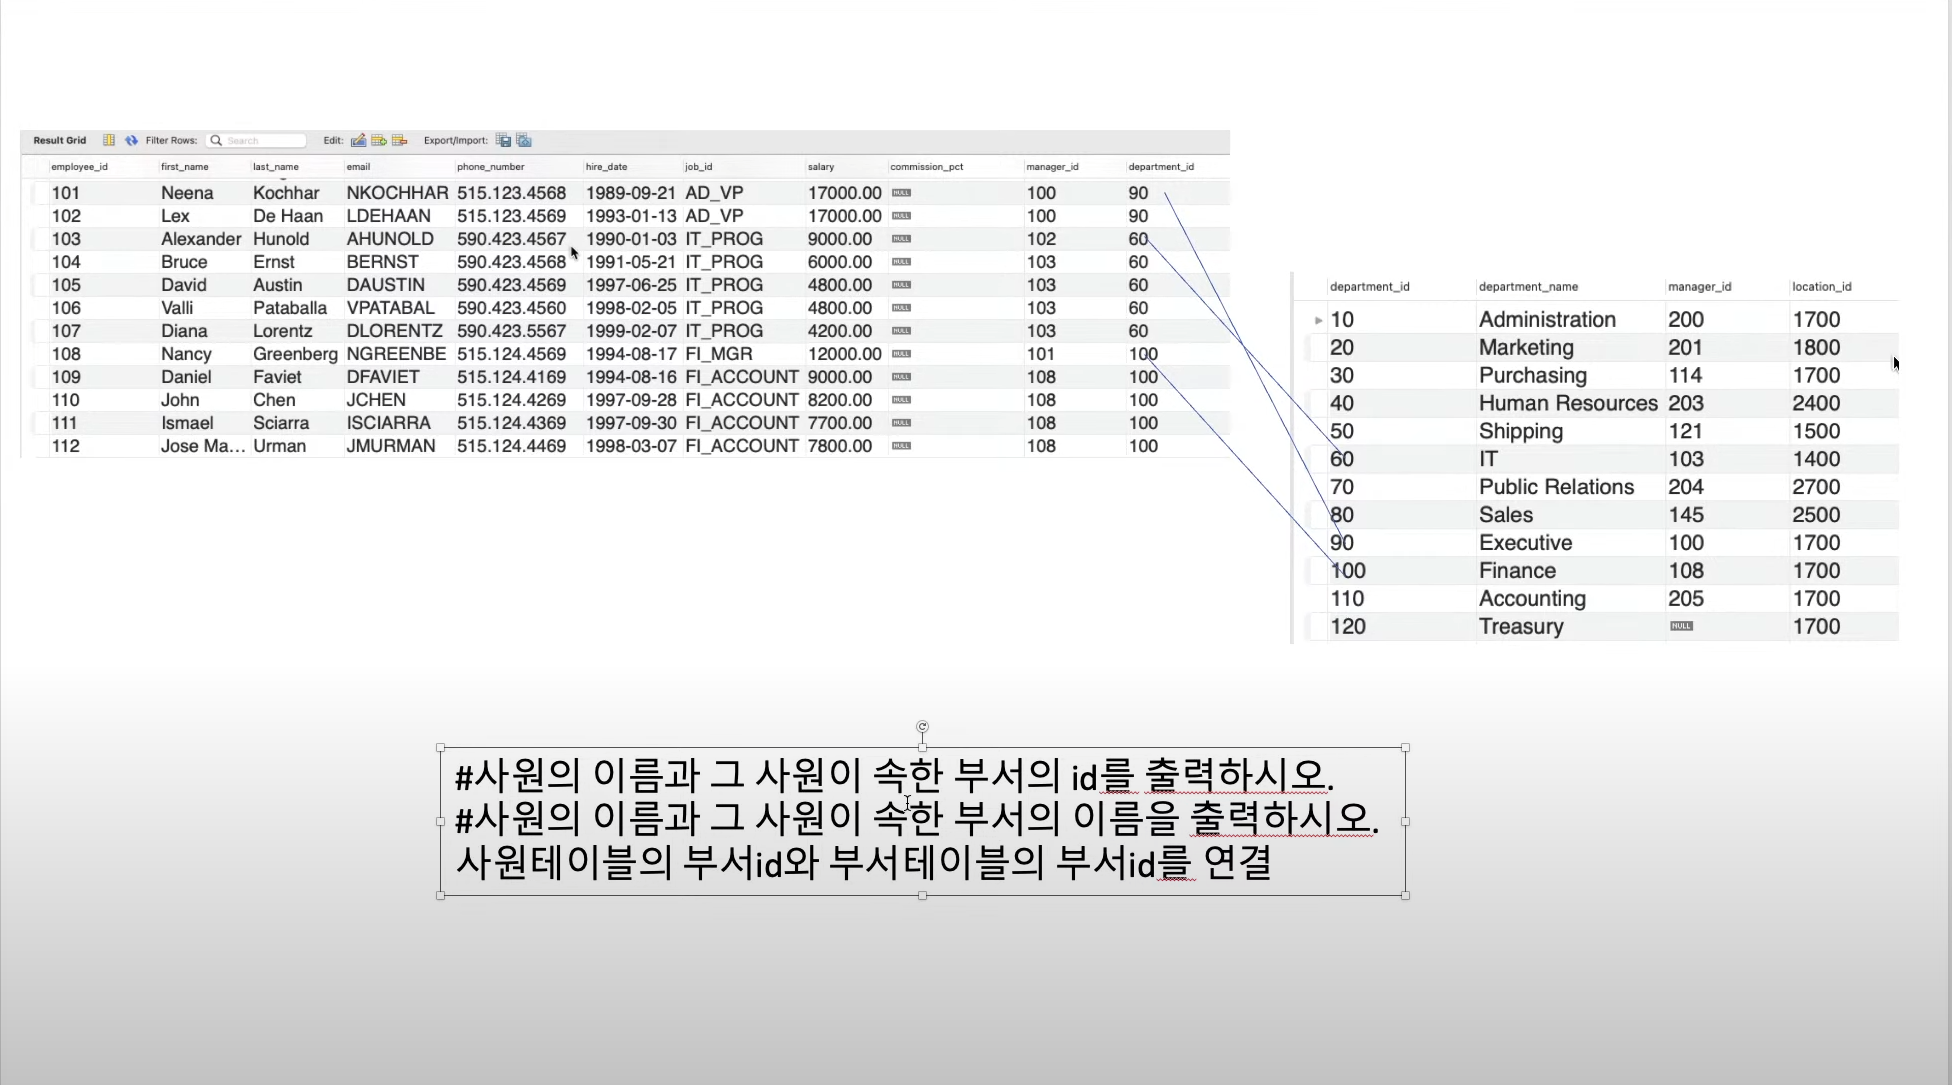 Result Grid Filter Rows: Search Edit: Export/Import:
employee_id first_name last_name email phone_number hire_date job_id salary commission_pct manager_id department_id
101 Neena Kochhar NKOCHHAR 515.123.4568 1989-09-21 AD_VP 17000.00 NULL 100 90
102 Lex De Haan LDEHAAN 515.123.4569 1993-01-13 AD_VP 17000.00 NULL 100 90
103 Alexander Hunold AHUNOLD 590.423.4567 1990-01-03 IT_PROG 9000.00 NULL 102 60
104 Bruce Ernst BERNST 590.423.4568 1991-05-21 IT_PROG 6000.00 NULL 103 60
105 David Austin DAUSTIN 590.423.4569 1997-06-25 IT_PROG 4800.00 NULL 103 60
106 Valli Pataballa VPATABAL 590.423.4560 1998-02-05 IT_PROG 4800.00 NULL 103 60
107 Diana Lorentz DLORENTZ 590.423.5567 1999-02-07 IT_PROG 4200.00 NULL 103 60
108 Nancy Greenberg NGREENBE 515.124.4569 1994-08-17 FI_MGR 12000.00 NULL 101 100
109 Daniel Faviet DFAVIET 515.124.4169 1994-08-16 FI_ACCOUNT 9000.00 NULL 108 100
110 John Chen JCHEN 515.124.4269 1997-09-28 FI_ACCOUNT 8200.00 NULL 108 100
111 Ismael Sciarra ISCIARRA 515.124.4369 1997-09-30 FI_ACCOUNT 7700.00 NULL 108 100
112 Jose Ma... Urman JMURMAN 515.124.4469 1998-03-07 FI_ACCOUNT 7800.00 NULL 108 100
department_id department_name manager_id location_id
10 Administration 200 1700
20 Marketing 201 1800
30 Purchasing 114 1700
40 Human Resources 203 2400
50 Shipping 121 1500
60 IT 103 1400
70 Public Relations 204 2700
80 Sales 145 2500
90 Executive 100 1700
100 Finance 108 1700
110 Accounting 205 1700
120 Treasury NULL 1700
#사원의 이름과 그 사원이 속한 부서의 id를 출력하시오.
#사원의 이름과 그 사원이 속한 부서의 이름을 출력하시오.
사원테이블의 부서id와 부서테이블의 부서id를 연결